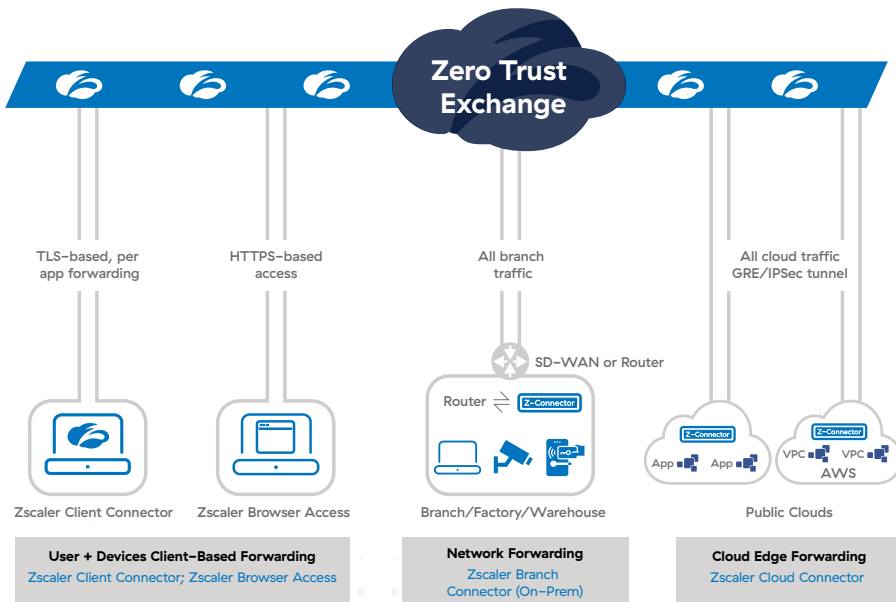 Zero Trust
Exchange
TLS-based, per
app forwarding
HTTPS-based
access
All branch
traffic
All cloud traffic
GRE/IPSec tunnel
SD-WAN or Router
Router
Z-Connector
Z-Connector
App
App
Z-Connector
VPC
VPC
AWS
Zscaler Client Connector
Zscaler Browser Access
Branch/Factory/Warehouse
Public Clouds
User + Devices Client-Based Forwarding
Zscaler Client Connector; Zscaler Browser Access
Network Forwarding
Zscaler Branch
Connector (On-Prem)
Cloud Edge Forwarding
Zscaler Cloud Connector